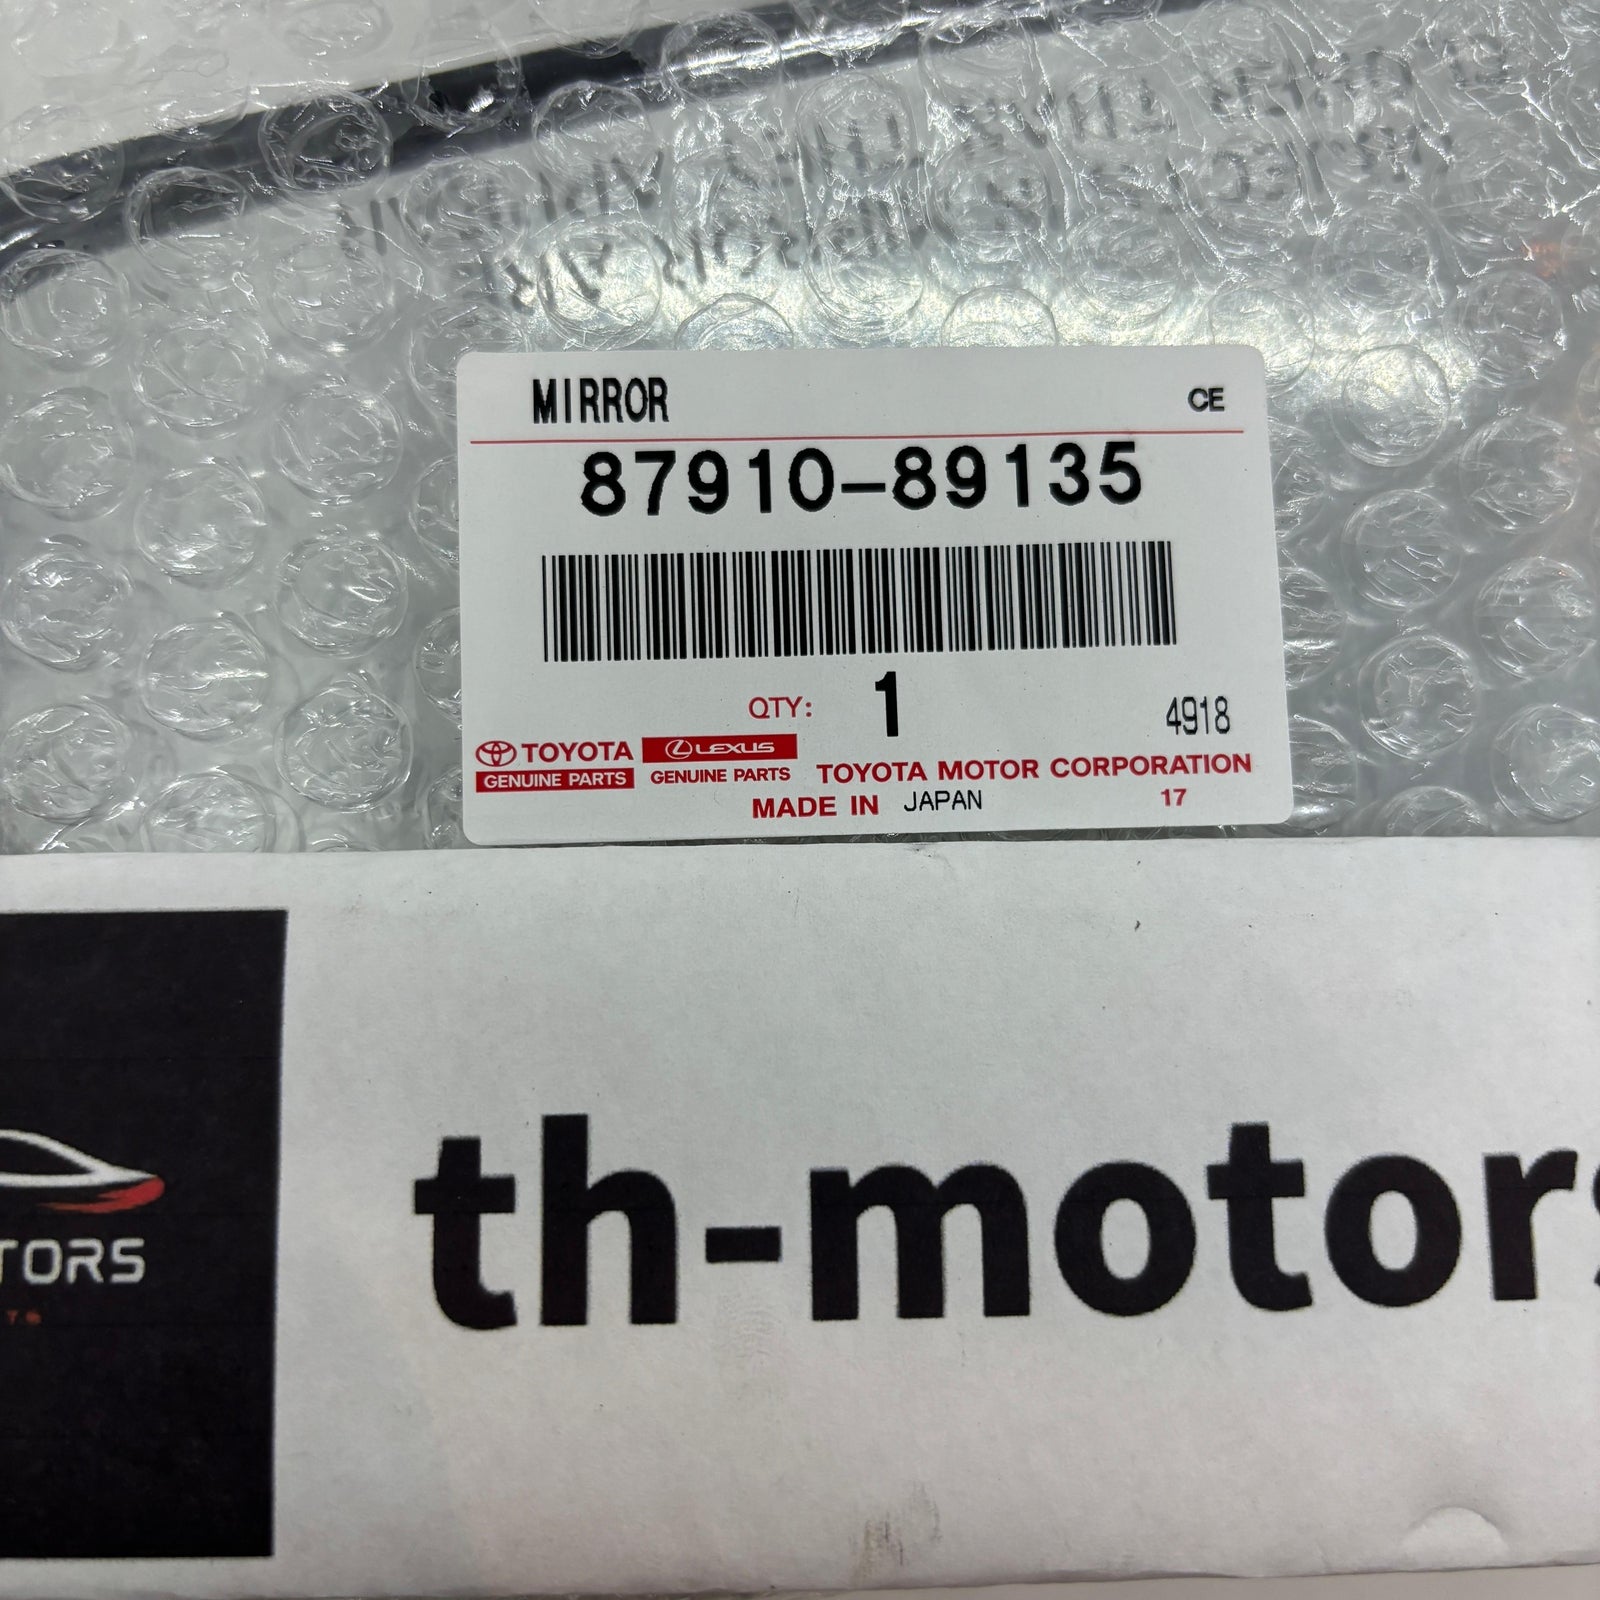 MIRROR CE
87910-89135
QTY: 1 4918
TOYOTA LEXUS
GENUINE PARTS GENUINE PARTS TOYOTA MOTOR CORPORATION
MADE IN JAPAN 17
th-motors
TORS